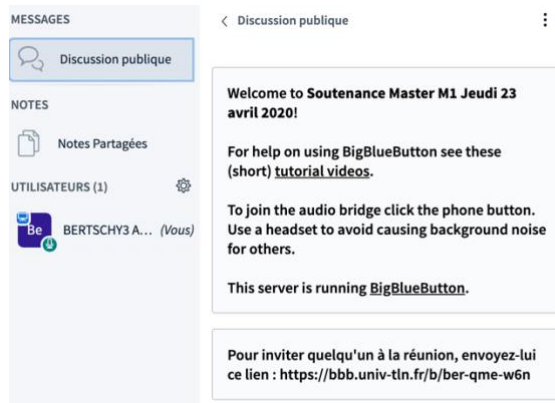 MESSAGES
Discussion publique
NOTES
Notes Partagées
UTILISATEURS (1)
Be
BERTSCHY3 A... (Vous)
Discussion publique
Welcome to Soutenance Master M1 Jeudi 23
avril 2020!
For help on using BigBlueButton see these
(short) tutorial videos.
To join the audio bridge click the phone button.
Use a headset to avoid causing background noise
for others.
This server is running BigBlueButton.
Pour inviter quelqu'un à la réunion, envoyez-lui
ce lien : https://bbb.univ-tln.fr/b/ber-qme-w6n